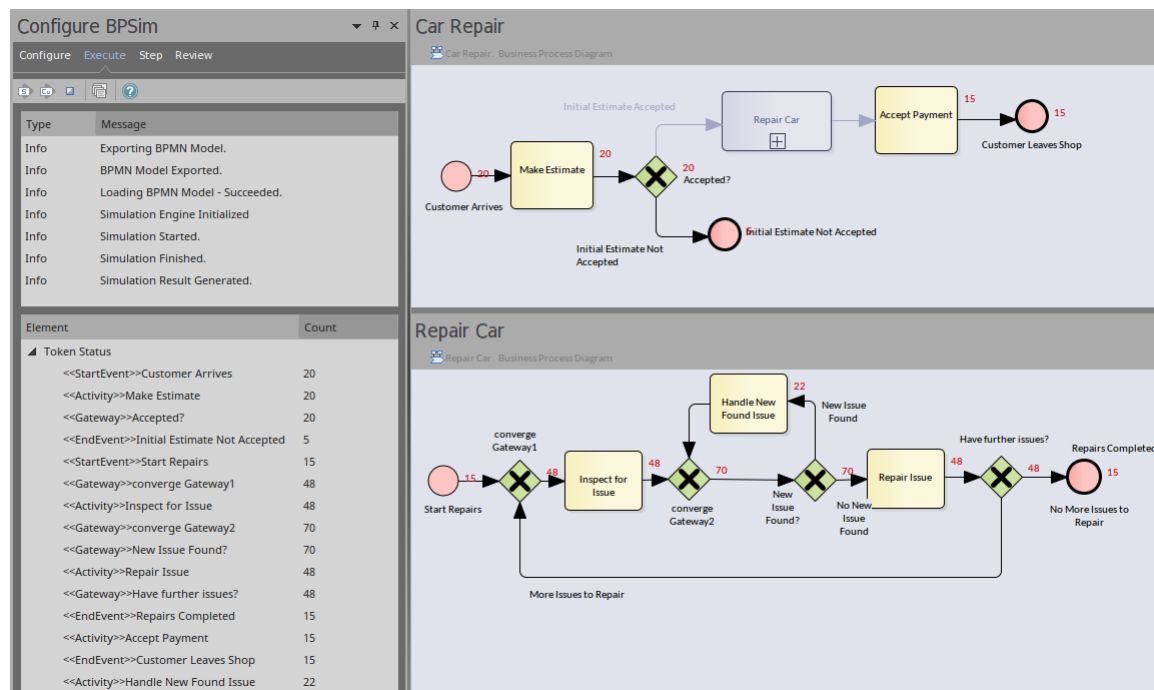 Configure BPSim
Configure Execute Step Review
Type Message
Info Exporting BPMN Model.
Info BPMN Model Exported.
Info Loading BPMN Model - Succeeded.
Info Simulation Engine Initialized
Info Simulation Started.
Info Simulation Finished.
Info Simulation Result Generated.
Element Count
Token Status
<<StartEvent>>Customer Arrives 20
<<Activity>>Make Estimate 20
<<Gateway>>Accepted? 20
<<EndEvent>>Initial Estimate Not Accepted 5
<<StartEvent>>Start Repairs 15
<<Gateway>>converge Gateway1 48
<<Activity>>Inspect for Issue 48
<<Gateway>>converge Gateway2 70
<<Gateway>>New Issue Found? 70
<<Activity>>Repair Issue 48
<<Gateway>>Have further issues? 48
<<EndEvent>>Repairs Completed 15
<<Activity>>Accept Payment 15
<<EndEvent>>Customer Leaves Shop 15
<<Activity>>Handle New Found Issue 22
Car Repair
Car Repair. Business Process Diagram
Initial Estimate Accepted
Repair Car
Accept Payment
15
15
Customer Leaves Shop
20
Make Estimate
20
20
Accepted?
Customer Arrives
5
Initial Estimate Not Accepted
Initial Estimate Not
Accepted
Repair Car
Repair Car. Business Process Diagram
22
Handle New
Found Issue
New Issue
Found
converge
Gateway1
Have further issues?
Repairs Completed
15
48
Inspect for
Issue
48
70
70
Repair Issue
48
48
15
Start Repairs
converge
Gateway2
New
Issue
Found?
No New
Issue
Found
No More Issues to
Repair
More Issues to Repair